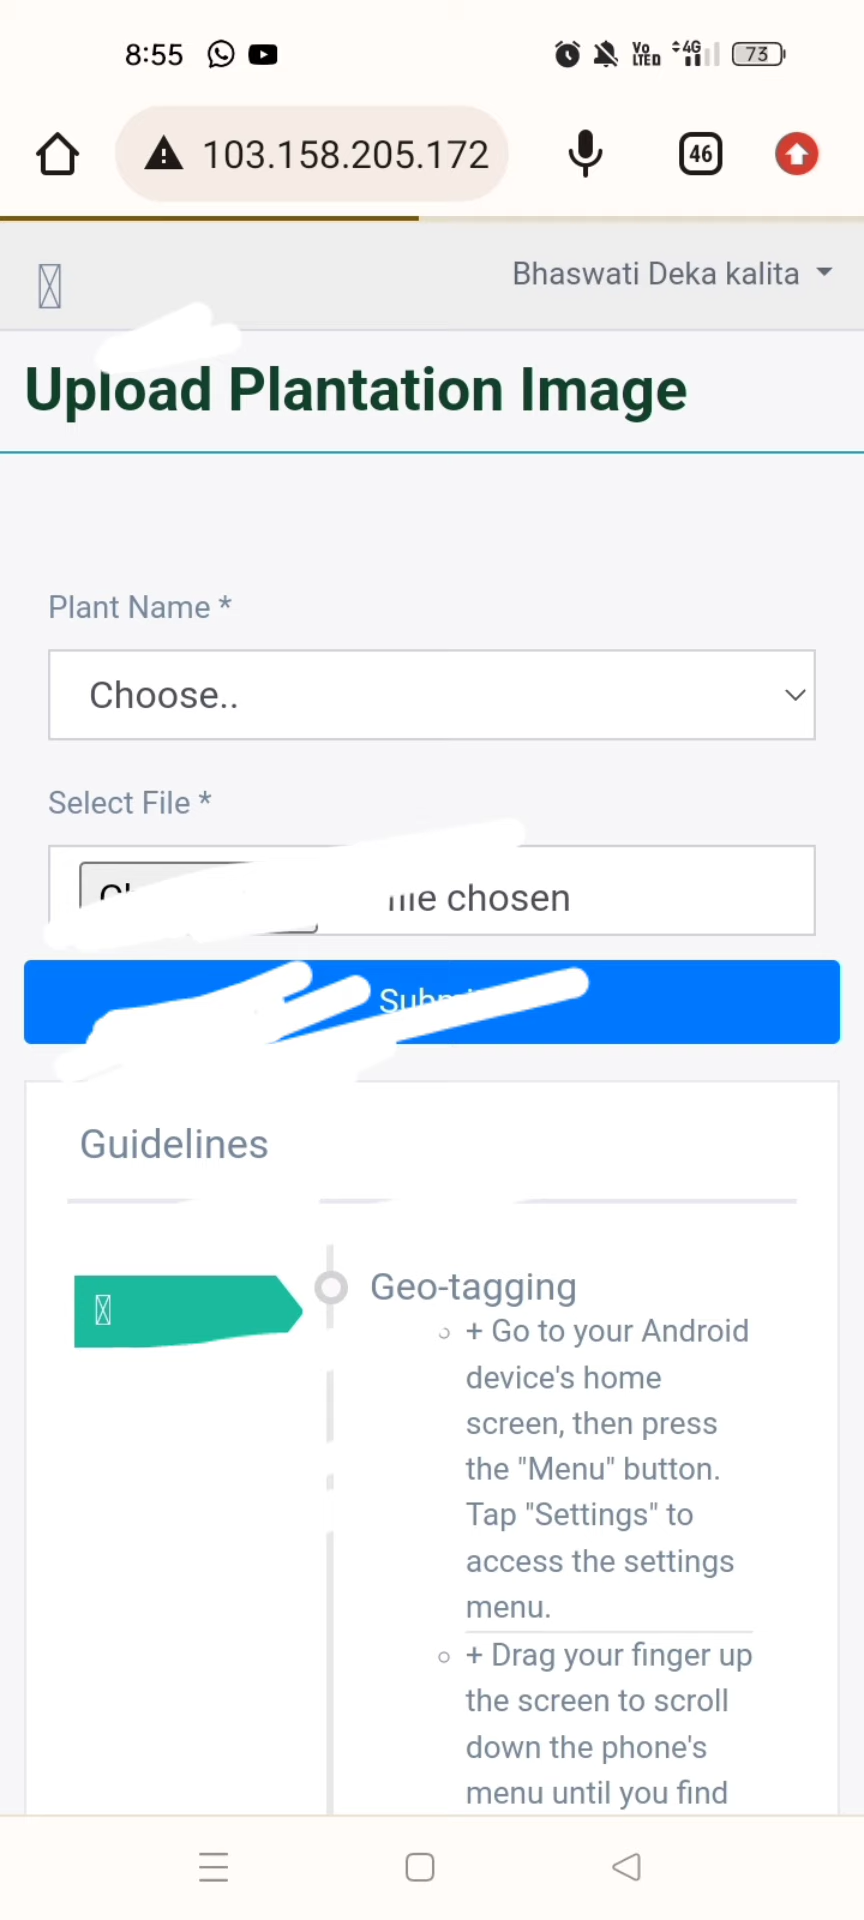 8:55
Vo LTED 4G 73
103.158.205.172
46
Bhaswati Deka kalita
Upload Plantation Image
Plant Name *
Choose..
Select File *
chosen
Guidelines
Geo-tagging
+ Go to your Android
device's home
screen, then press
the "Menu" button.
Tap "Settings" to
access the settings
menu.
+ Drag your finger up
the screen to scroll
down the phone's
menu until you find